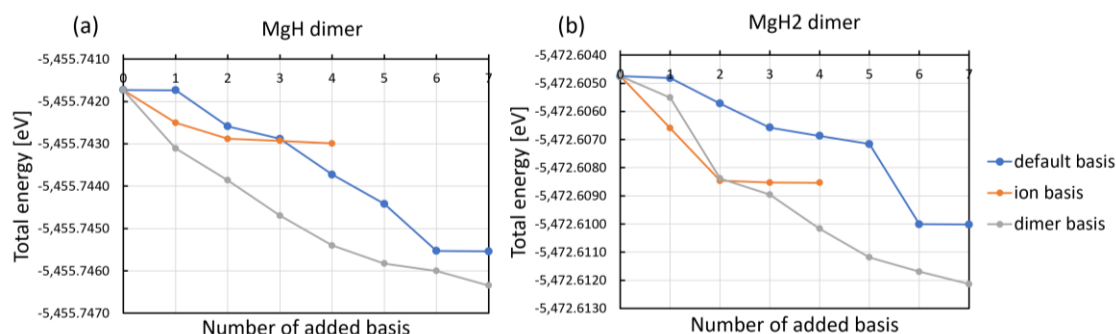 (a)
MgH dimer
-5,455.7410
-5,455.7420
-5,455.7430
-5,455.7440
-5,455.7450
-5,455.7460
-5,455.7470
0 1 2 3 4 5 6 7
Total energy [eV]
Number of added basis
(b)
MgH2 dimer
-5,472.6040
-5,472.6050
-5,472.6060
-5,472.6070
-5,472.6080
-5,472.6090
-5,472.6100
-5,472.6110
-5,472.6120
-5,472.6130
0 1 2 3 4 5 6 7
Total energy [eV]
Number of added basis
default basis
ion basis
dimer basis